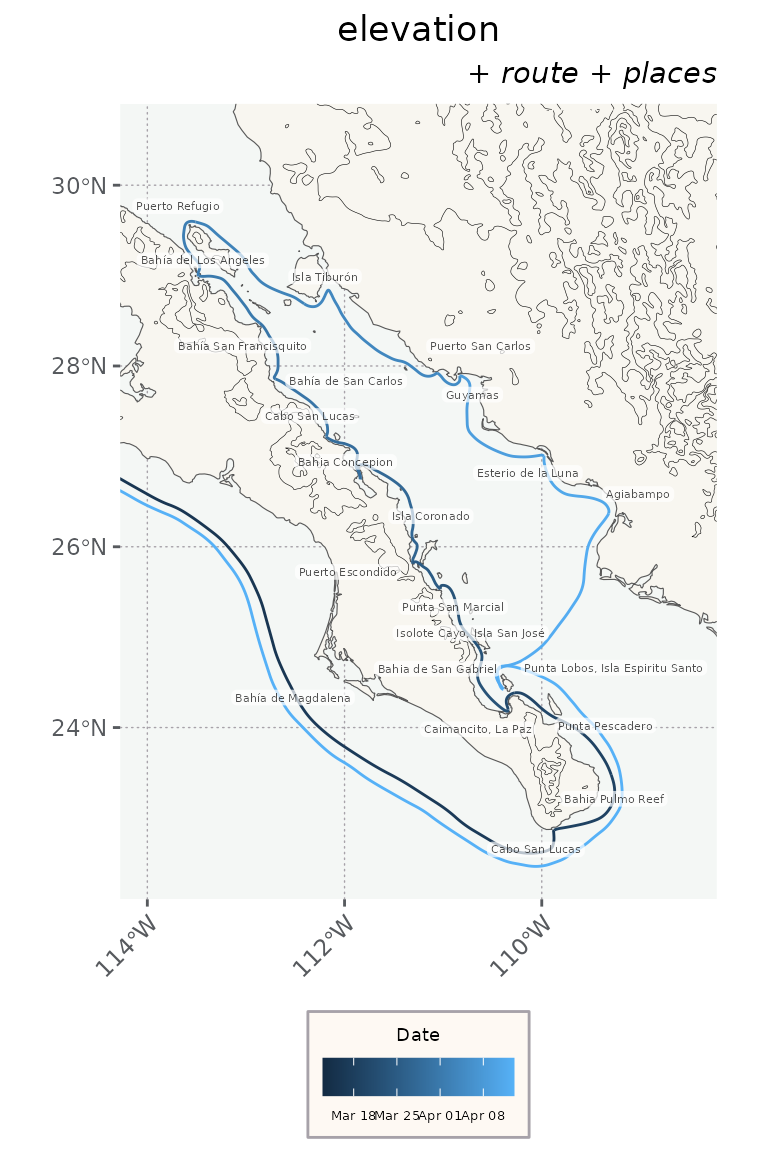 elevation
+ route + places
30°N
28°N
26°N
24°N
Puerto Refugio
Bahía del Los Angeles
Isla Tiburón
Bahía San Francisquito
Puerto San Carlos
Bahía de San Carlos
Guyamas
Cabo San Lucas
Bahia Concepion
Esterio de la Luna
Agiabampo
Isla Coronado
Puerto Escondido
Punta San Marcial
Isolote Cayo, Isla San José
Bahia de San Gabriel
Punta Lobos, Isla Espiritu Santo
Bahía de Magdalena
Caimancito, La Paz
Punta Pescadero
Bahia Pulmo Reef
Cabo San Lucas
114°W
112°W
110°W
Date
Mar 18
Mar 25
Apr 01
Apr 08